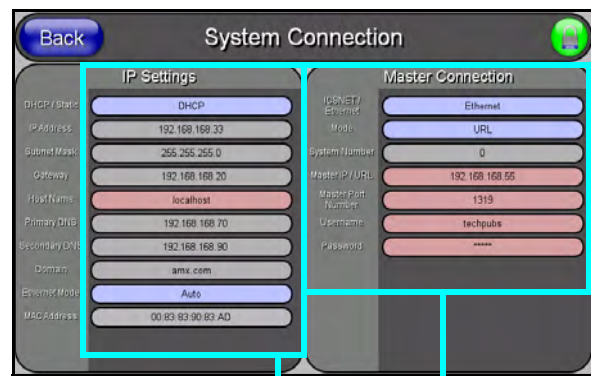 Back
System Connection
IP Settings
DHCP / Static
DHCP
IP Address
192.168.168.33
Subnet Mask
255.255.255.0
Gateway
192.168.168.20
Host Name
localhost
Primary DNS
192.168.168.70
Secondary DNS
192.168.168.90
Domain
amx.com
Ethernet Mode
Auto
MAC Address
00:83:83:90:83:AD
Master Connection
ICSNET /
Ethernet
Ethernet
Mode
URL
System Number
0
Master IP / URL
192.168.168.55
Master Port
Number
1319
Username
techpubs
Password
*****